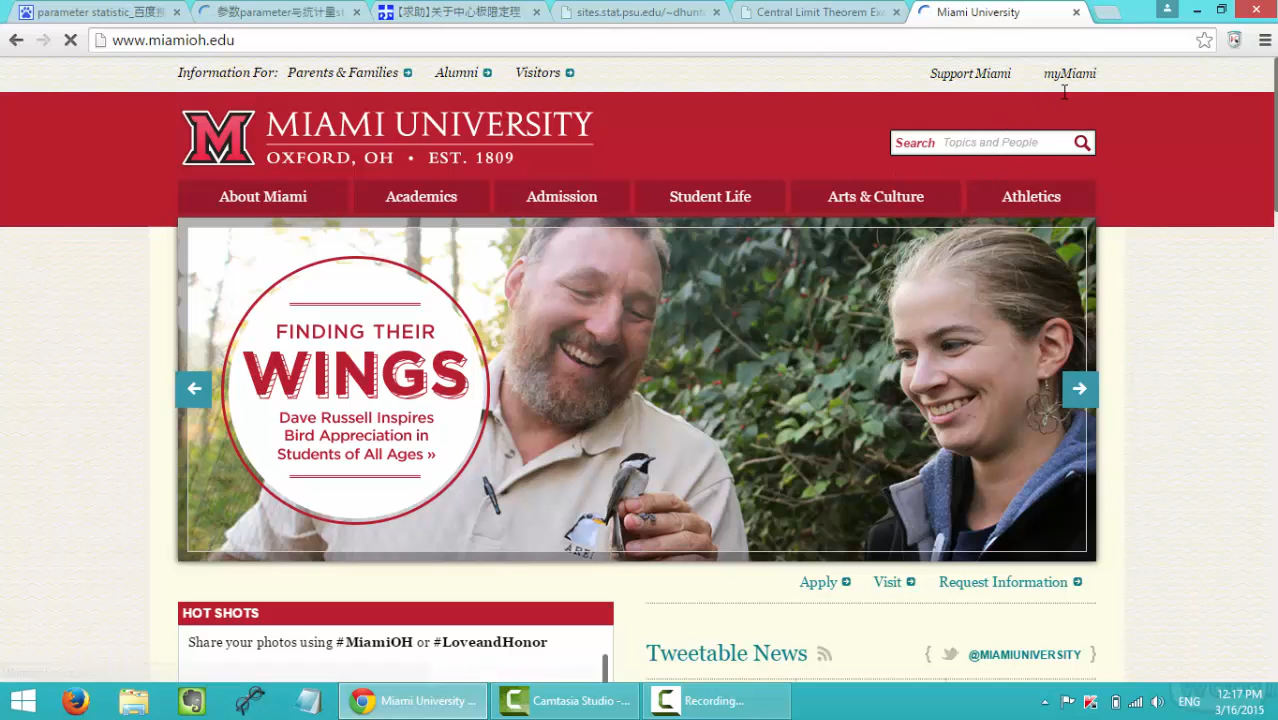 parameter statistic_百度
参数parameter与统计量st
【求助】关于中心极限定理
sites.stat.psu.edu/~dhunt
Central Limit Theorem Exa
Miami University
www.miamioh.edu
Information For: Parents & Families Alumni Visitors
Support Miami myMiami
M MIAMI UNIVERSITY
OXFORD, OH • EST. 1809
Search Topics and People
About Miami Academics Admission Student Life Arts & Culture Athletics
FINDING THEIR
WINGS
Dave Russell Inspires
Bird Appreciation in
Students of All Ages »
Apply Visit Request Information
HOT SHOTS
Share your photos using #MiamiOH or #LoveandHonor
Tweetable News
{ @MIAMIUNIVERSITY }
Miami University ...
Camtasia Studio -...
Recording...
ENG
12:17 PM
3/16/2015